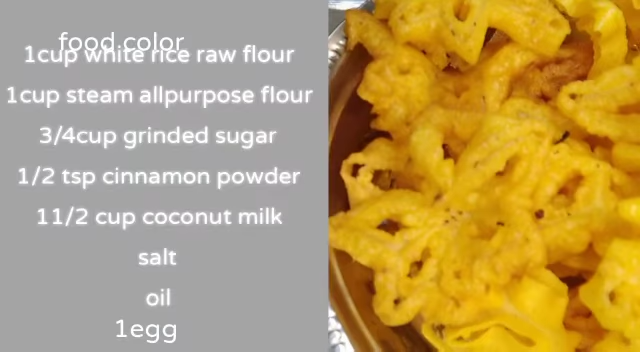 food color
1cup white rice raw flour
1cup steam allpurpose flour
3/4cup grinded sugar
1/2 tsp cinnamon powder
11/2 cup coconut milk
salt
oil
1egg